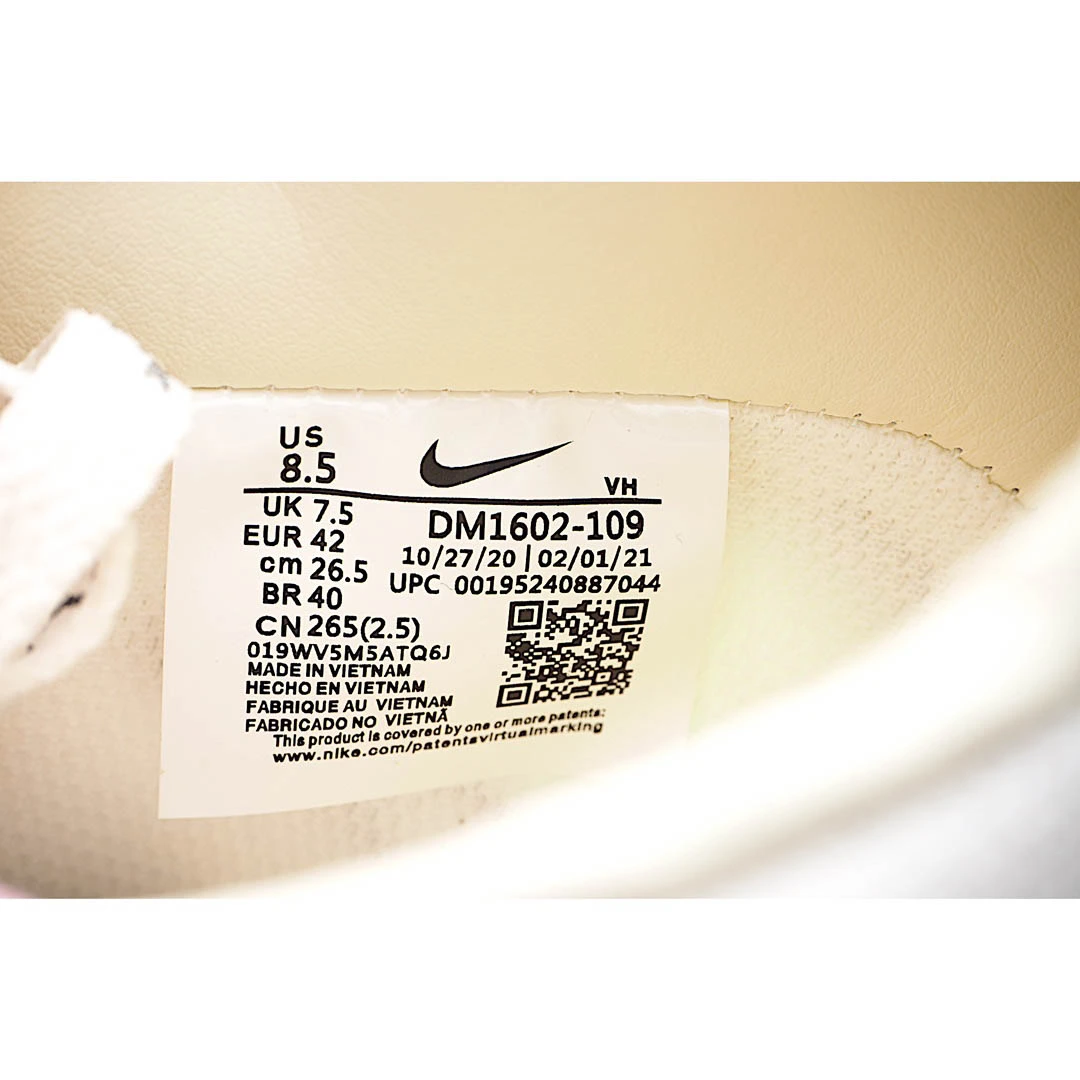 US
8.5
VH
UK 7.5
EUR 42
cm 26.5
BR 40
CN 265(2.5)
DM1602-109
10/27/20 | 02/01/21
UPC 00195240887044
019WV5M5ATQ6J
MADE IN VIETNAM
HECHO EN VIETNAM
FABRIQUE AU VIETNAM
FABRICADO NO VIETNÃ
This product is covered by one or more patents:
www.nike.com/patentsvirtualmarking